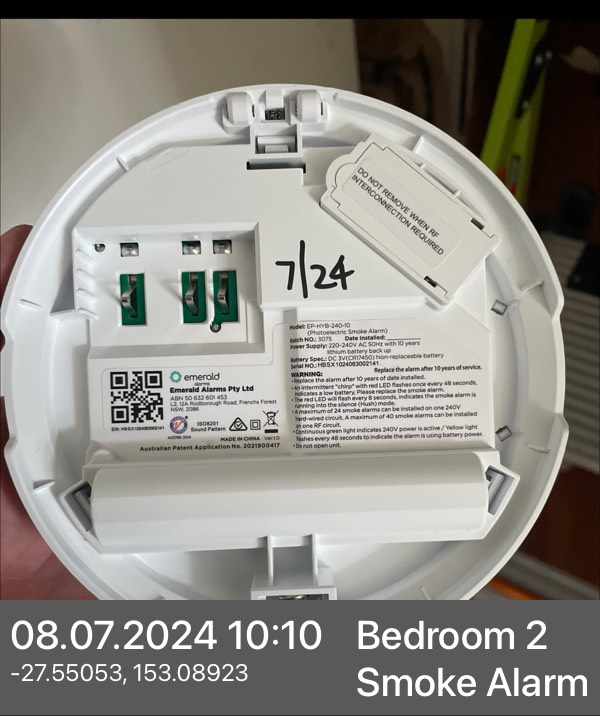 DO NOT REMOVE WHEN RF
INTERCONNECTION REQUIRED
7/24
Model: EP-HYB-240-10
(Photoelectric Smoke Alarm)
Batch NO.: 3075 Date Installed:
Power Supply: 220-240V AC 50Hz with 10 years
lithium battery back up
Battery Spec.: DC 3V(CR17450) Non-replaceable battery
Serial NO.: HBSX1024063002141.
Replace the alarm after 10 years of service.
WARNING:
• Replace the alarm after 10 years of date installed.
• An intermittent "chirp" with red LED flashes once every 48 seconds,
indicates a low battery. Please replace the smoke alarm.
• The red LED will flash every 8 seconds, indicates the smoke alarm is
running into the silence (Hush) mode.
• A maximum of 24 smoke alarms can be installed on one 240V
hard-wired circuit. A maximum of 40 smoke alarms can be installed
on one RF circuit.
• Continuous green light indicates 240V power is active / Yellow light
flashes every 48 seconds to indicate the alarm is using battery power.
• Do not open unit.
emerald
alarms
Emerald Alarms Pty Ltd
ABN 50 632 601 453
L2, 12A Rodborough Road, Frenchs Forest
NSW, 2086
S/N: HBSX1024063002141
AS3786:2014
ISO8201
Sound Pattern
MADE IN CHINA Ver1.0
Australian Patent Application No. 2021900417
08.07.2024 10:10
-27.55053, 153.08923
Bedroom 2
Smoke Alarm